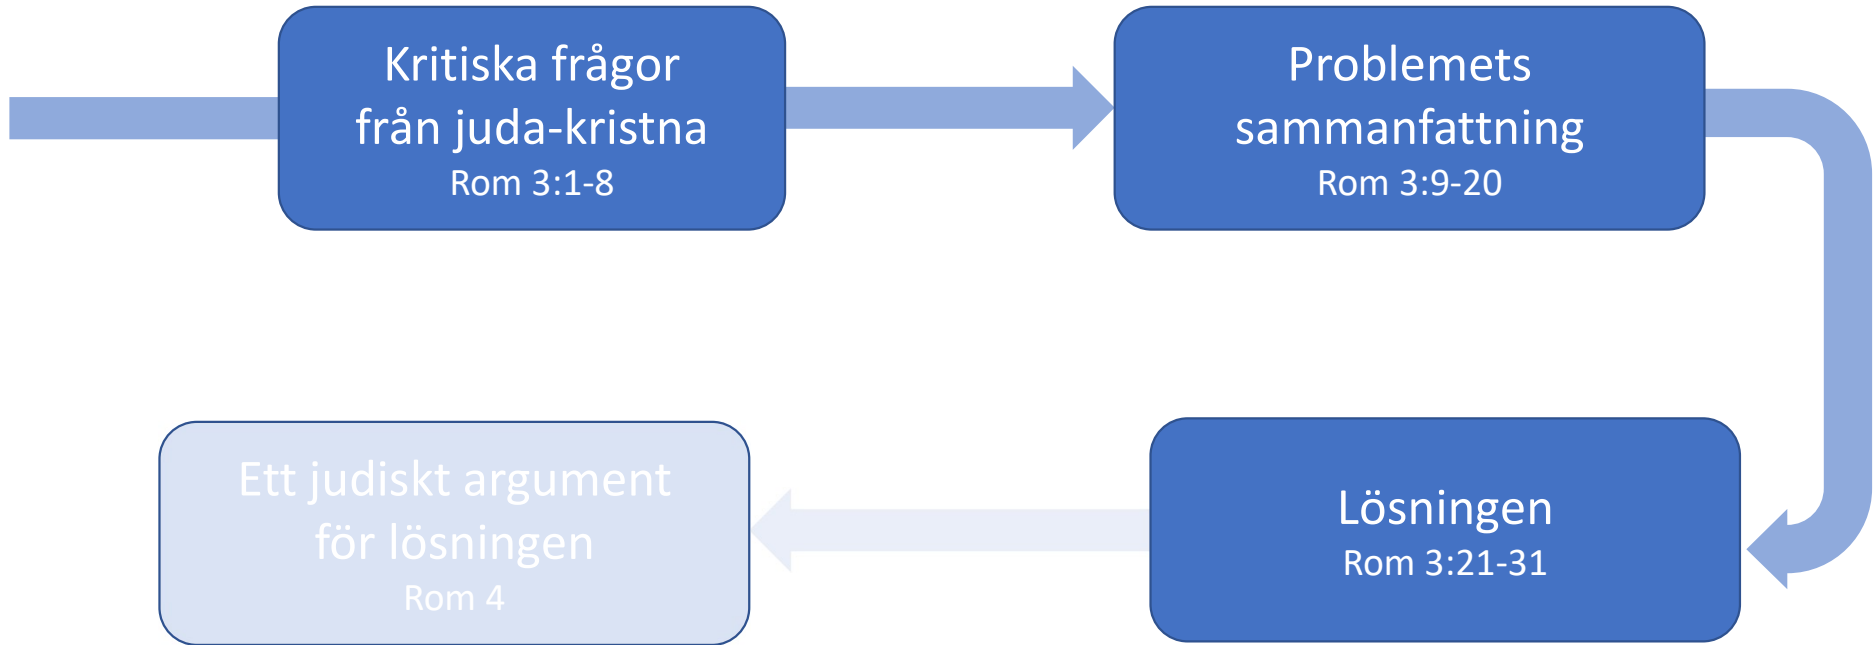 Kritiska frågor
från juda-kristna
Rom 3:1-8
Problemets
sammanfattning
Rom 3:9-20
Lösningen
Rom 3:21-31
Ett judiskt argument
för lösningen
Rom 4